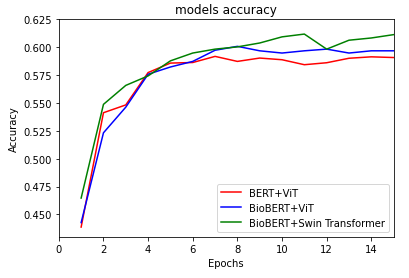 models accuracy
0.625
0.600
0.575
0.550
0.525
0.500
0.475
0.450
Accuracy
BERT+ViT
BioBERT+ViT
BioBERT+Swin Transformer
0 2 4 6 8 10 12 14
Epochs